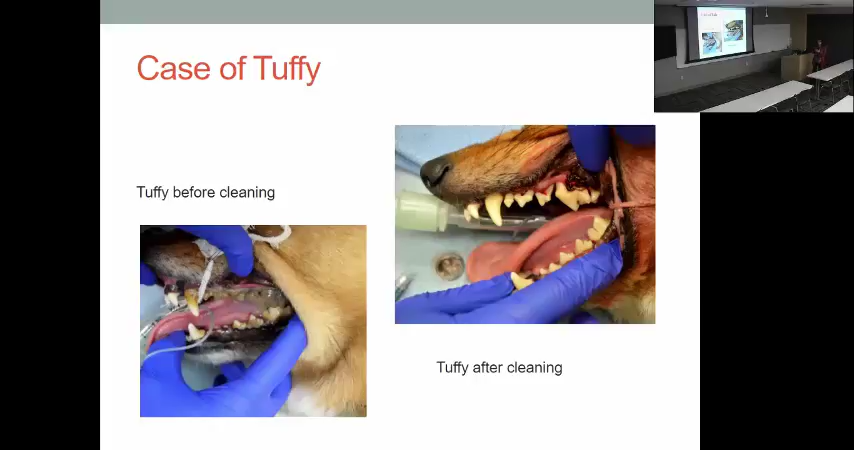 Case of Tuffy
Tuffy before cleaning
Tuffy after cleaning